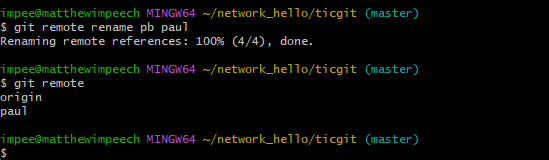 impee@matthewimpeech MINGW64 ~/network_hello/ticgit (master)
$ git remote rename pb paul
Renaming remote references: 100% (4/4), done.
impee@matthewimpeech MINGW64 ~/network_hello/ticgit (master)
$ git remote
origin
paul
impee@matthewimpeech MINGW64 ~/network_hello/ticgit (master)
$